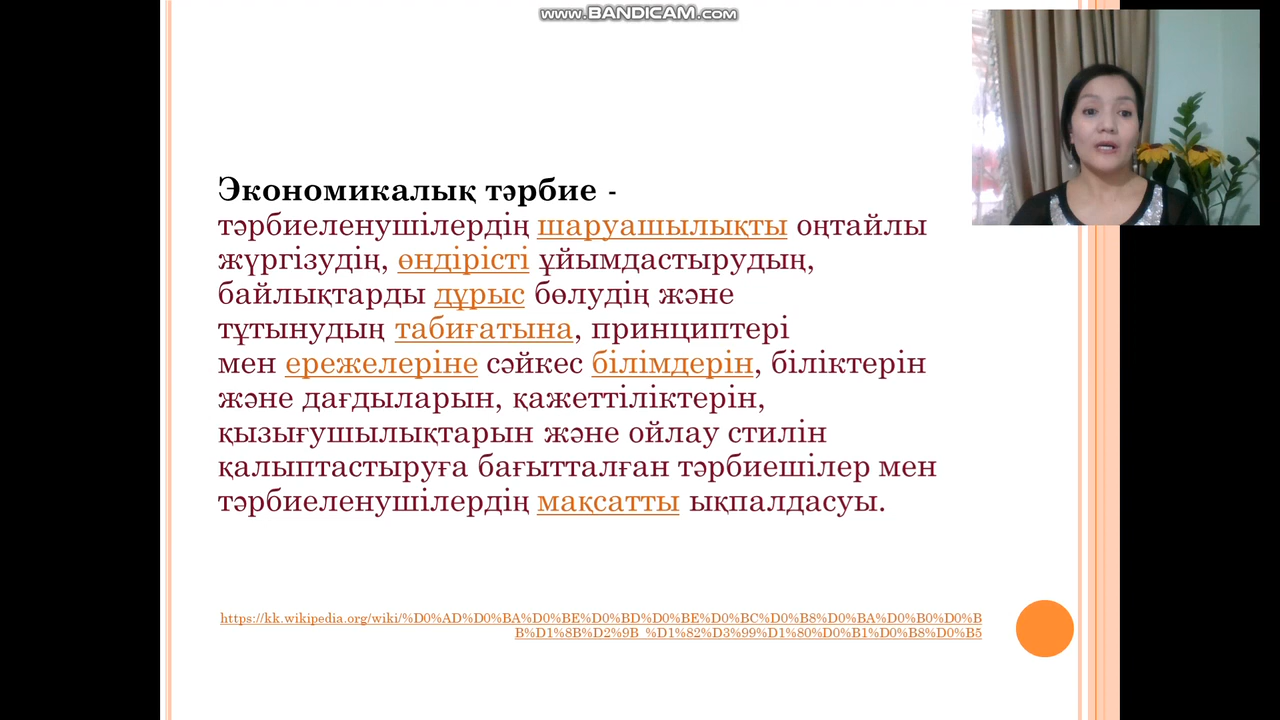 www.BANDICAM.com
Экономикалық тәрбие -
тәрбиеленушілердің шаруашылықты оңтайлы
жүргізудің, өндірісті ұйымдастырудың,
байлықтарды дұрыс бөлудің және
тұтынудың табиғатына, принциптері
мен ережелеріне сәйкес білімдерін, біліктерін
және дағдыларын, қажеттіліктерін,
қызығушылықтарын және ойлау стилін
қалыптастыруға бағытталған тәрбиешілер мен
тәрбиеленушілердің мақсатты ықпалдасуы.
https://kk.wikipedia.org/wiki/%D0%AD%D0%BA%D0%BE%D0%BD%D0%BE%D0%BC%D0%B8%D0%BA%D0%B0%D0%B
B%D1%8B%D2%9B_%D1%82%D3%99%D1%80%D0%B1%D0%B8%D0%B5